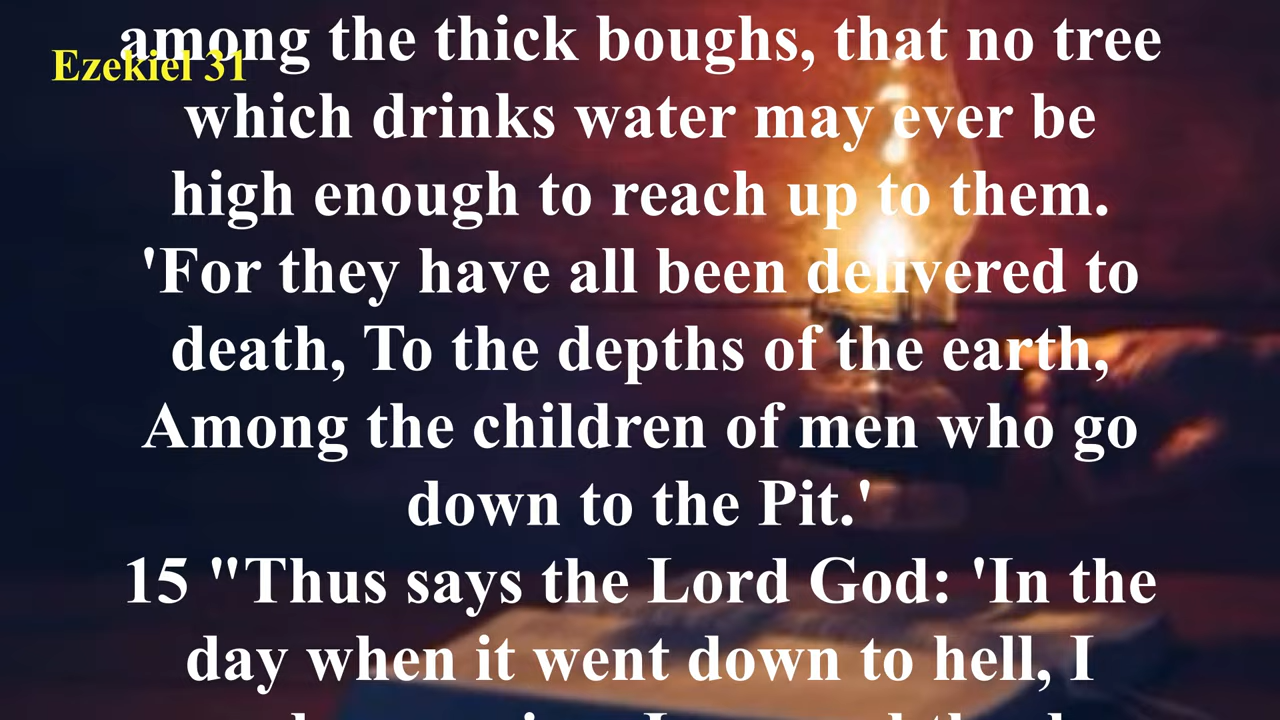 among the thick boughs, that no tree
Ezekiel 31
which drinks water may ever be
high enough to reach up to them.
'For they have all been delivered to
death, To the depths of the earth,
Among the children of men who go
down to the Pit.'
15 "Thus says the Lord God: 'In the
day when it went down to hell, I